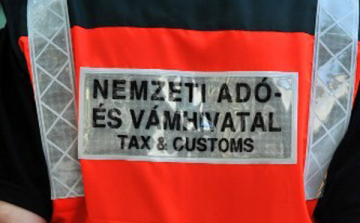 NEMZETI ADÓ-
ÉS VÁMHIVATAL
TAX & CUSTOMS